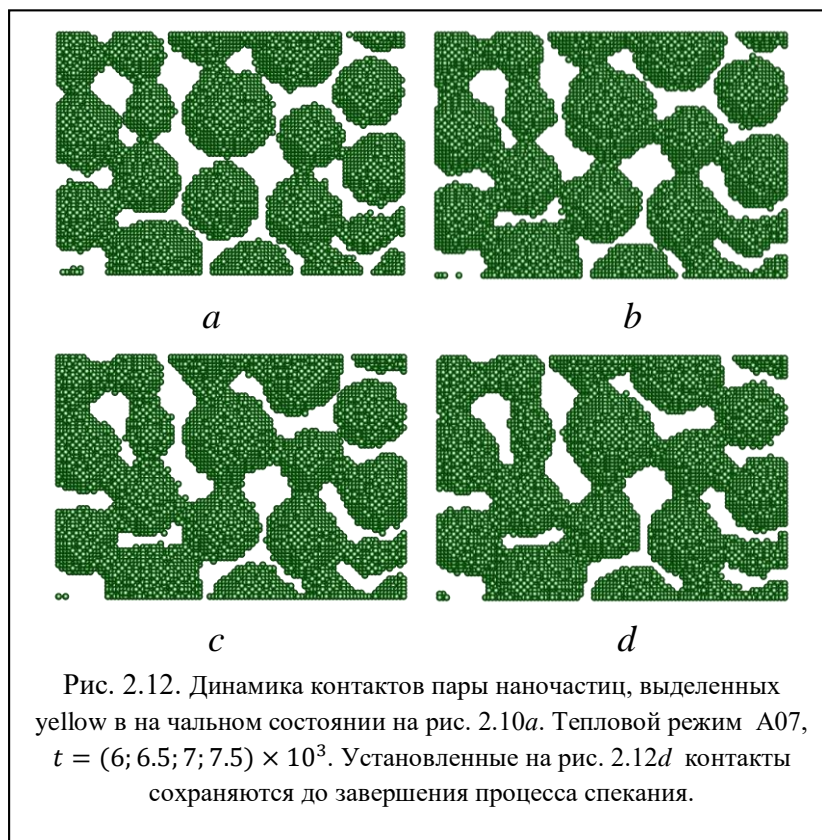 a
b
c
d
Рис. 2.12. Динамика контактов пары наночастиц, выделенных
yellow в на чальном состоянии на рис. 2.10a. Тепловой режим A07,
t = (6; 6.5; 7; 7.5) × 10³. Установленные на рис. 2.12d контакты
сохраняются до завершения процесса спекания.